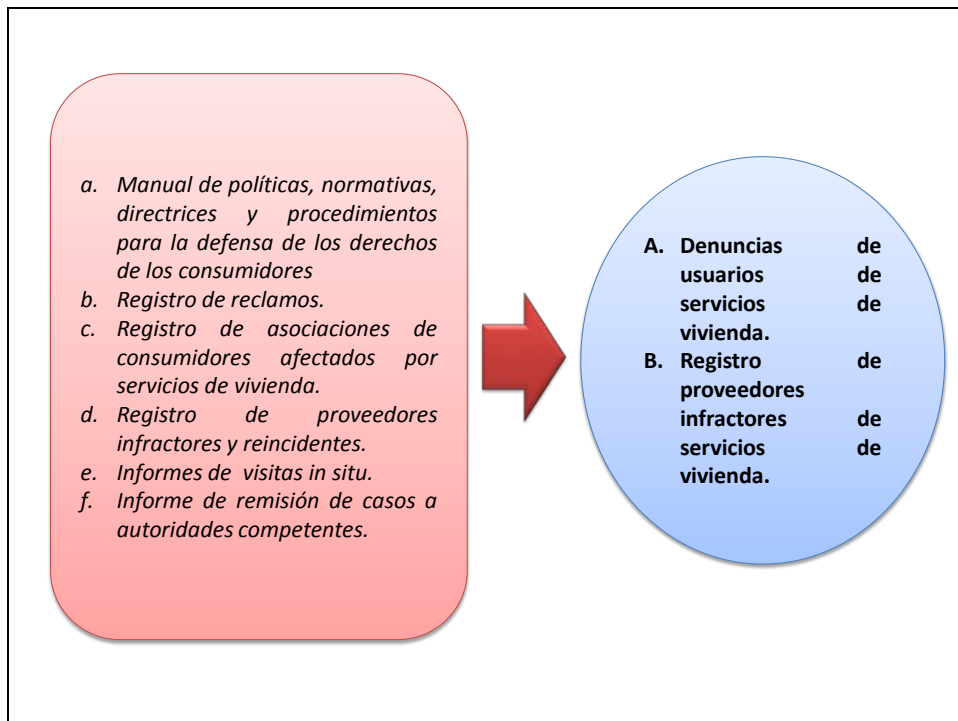 a. Manual de políticas, normativas,
directrices y procedimientos
para la defensa de los derechos
de los consumidores
b. Registro de reclamos.
c. Registro de asociaciones de
consumidores afectados por
servicios de vivienda.
d. Registro de proveedores
infractores y reincidentes.
e. Informes de visitas in situ.
f. Informe de remisión de casos a
autoridades competentes.
A. Denuncias de
usuarios de
servicios de
vivienda.
B. Registro de
proveedores
infractores de
servicios de
vivienda.